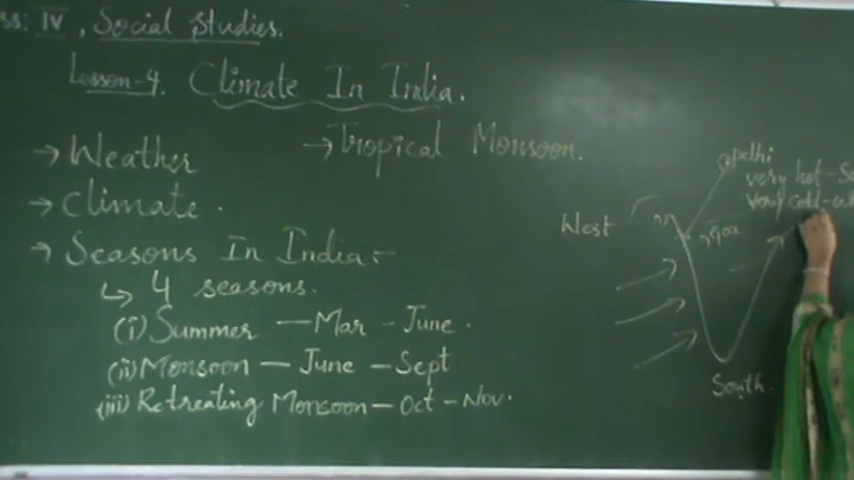 ss: IV, Social Studies.
Lesson-4. Climate In India.
→ Weather
→ Tropical Monsoon.
→ Climate.
→ Seasons In India:-
↳ 4 seasons.
(i) Summer — Mar - June.
(ii) Monsoon — June - Sept
(iii) Retreating Monsoon - Oct - Nov.
Delhi
very hot - S
very cold - w
West
→ Goa
South.